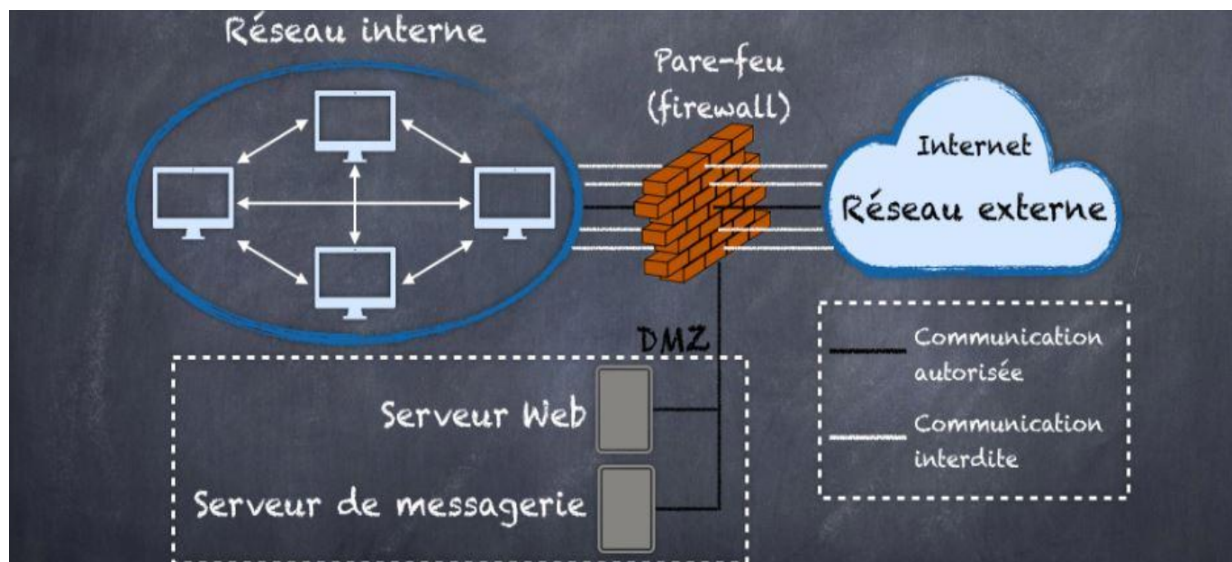 Réseau interne
Pare-feu
(firewall)
Internet
Réseau externe
DMZ
Serveur Web
Serveur de messagerie
Communication
autorisée
Communication
interdite